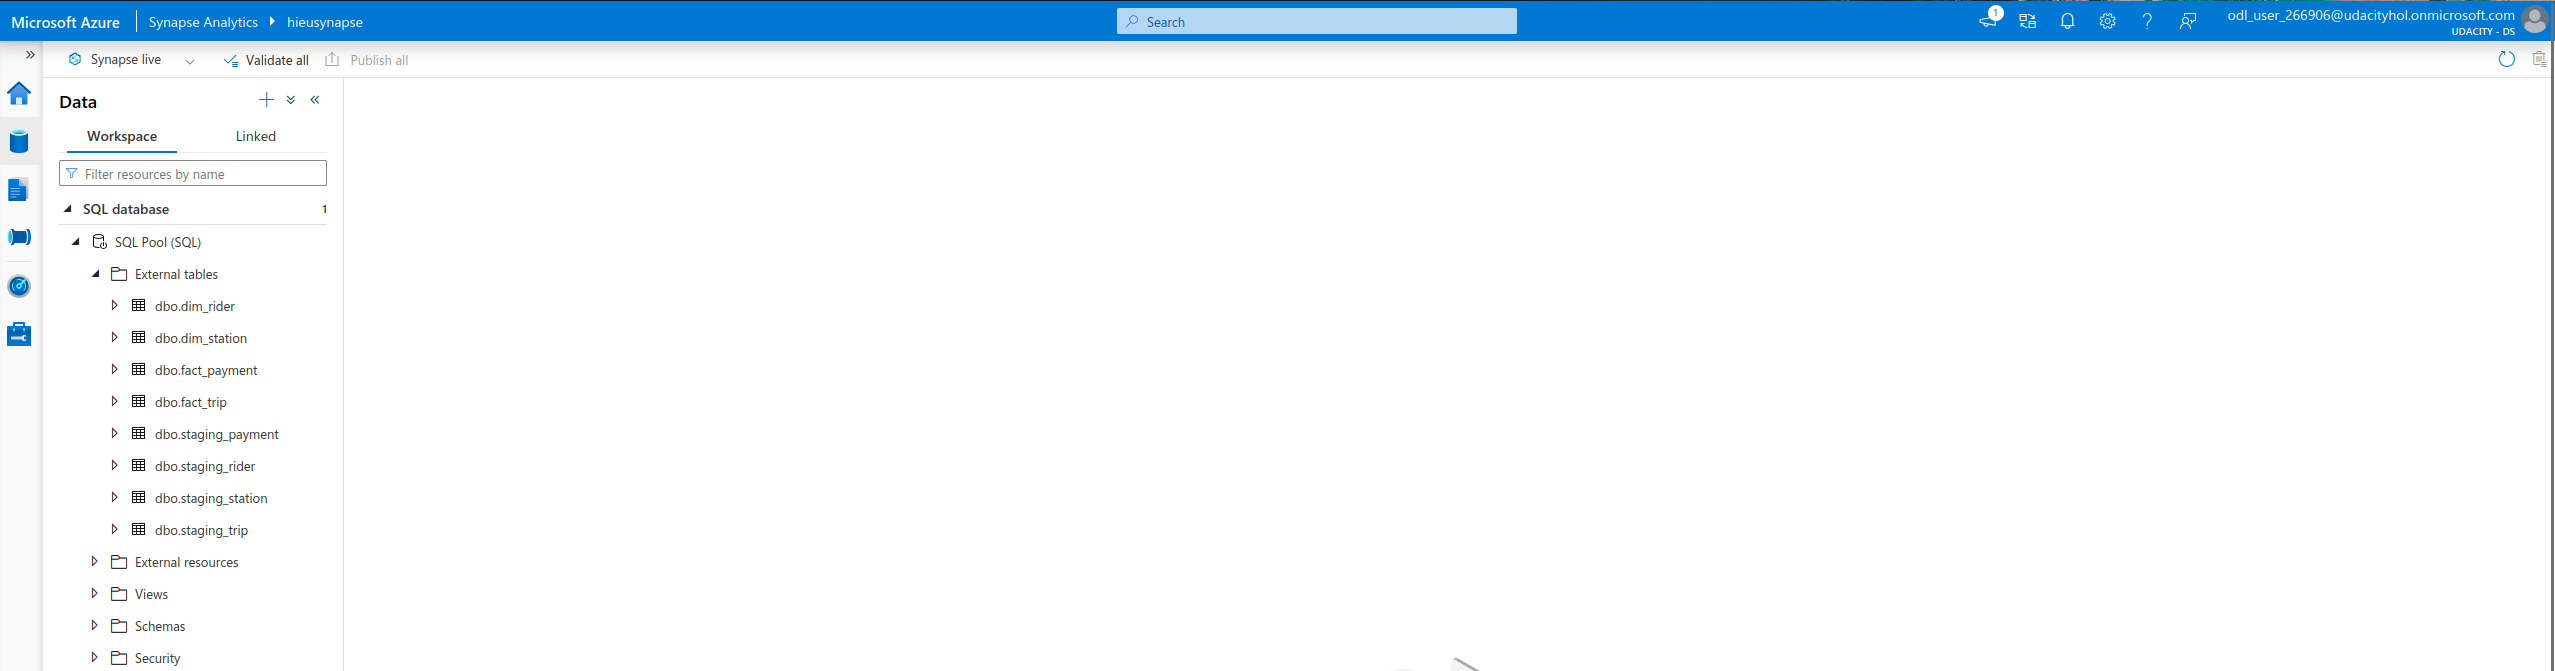 Microsoft Azure Synapse Analytics hieusynapse Search 1 odl_user_266906@udacityhol.onmicrosoft.com
UDACITY - DS
Synapse live Validate all Publish all
Data
Workspace Linked
Filter resources by name
SQL database 1
SQL Pool (SQL)
External tables
dbo.dim_rider
dbo.dim_station
dbo.fact_payment
dbo.fact_trip
dbo.staging_payment
dbo.staging_rider
dbo.staging_station
dbo.staging_trip
External resources
Views
Schemas
Security